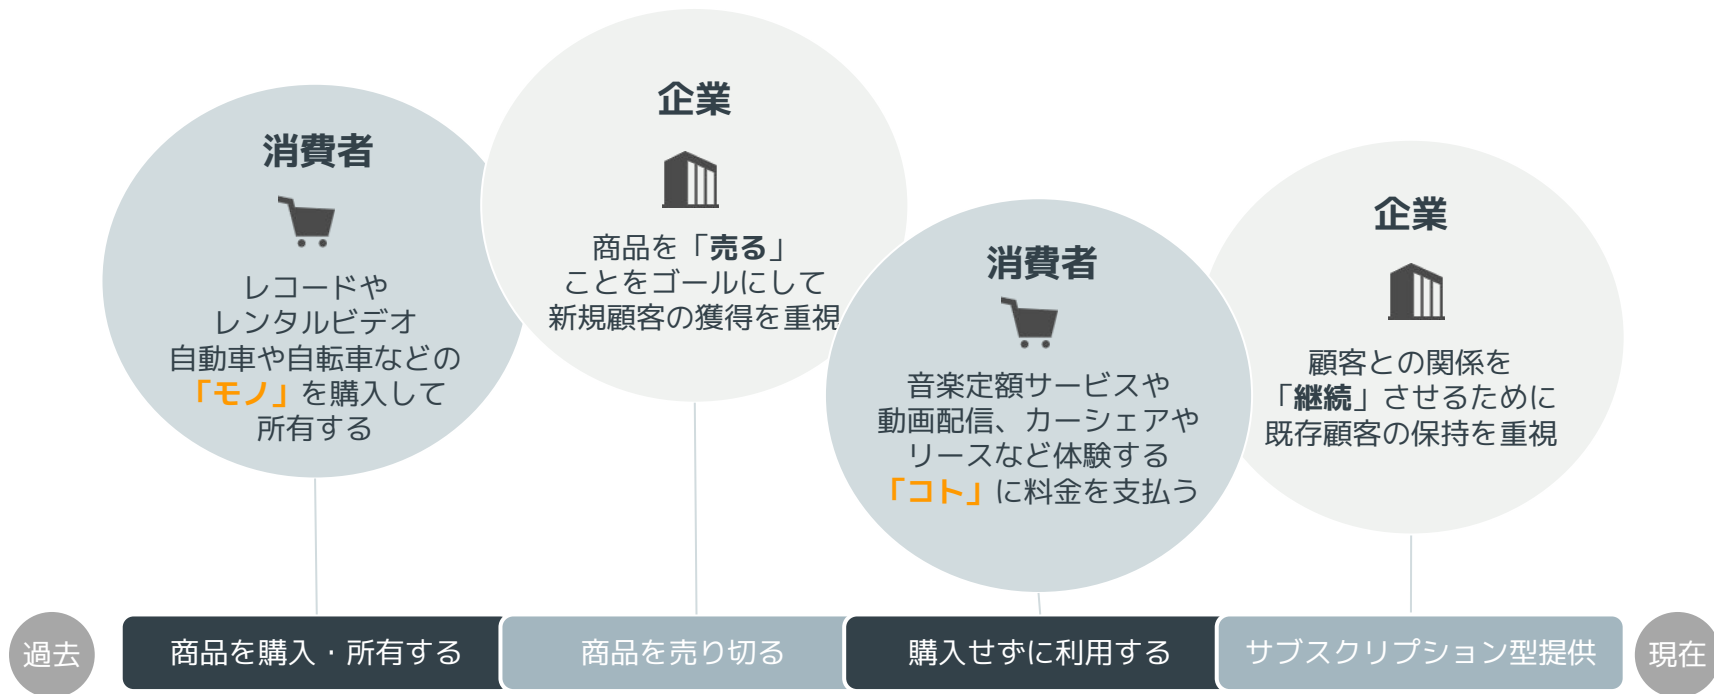 消費者
レコードや
レンタルビデオ
自動車や自転車などの
「モノ」を購入して
所有する
企業
商品を「売る」
ことをゴールにして
新規顧客の獲得を重視
消費者
音楽定額サービスや
動画配信、カーシェアや
リースなど体験する
「コト」に料金を支払う
企業
顧客との関係を
「継続」させるために
既存顧客の保持を重視
過去
商品を購入・所有する
商品を売り切る
購入せずに利用する
サブスクリプション型提供
現在